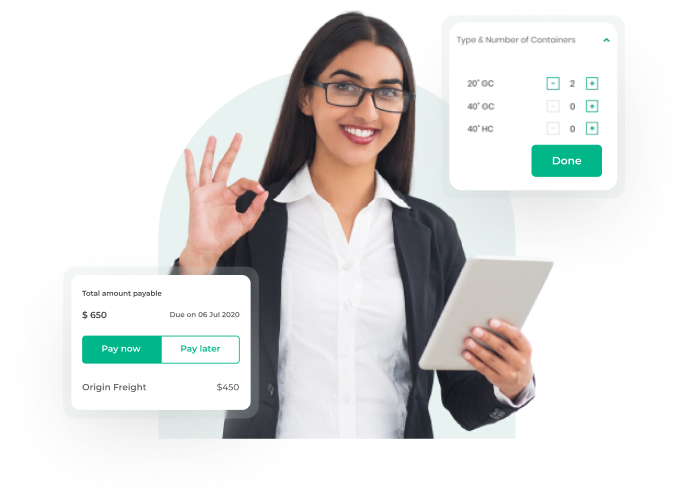 Type & Number of Containers
20" GC - 2 +
40" GC - 0 +
40" HC - 0 +
Done
Total amount payable
$ 650 Due on 06 Jul 2020
Pay now Pay later
Origin Freight $450